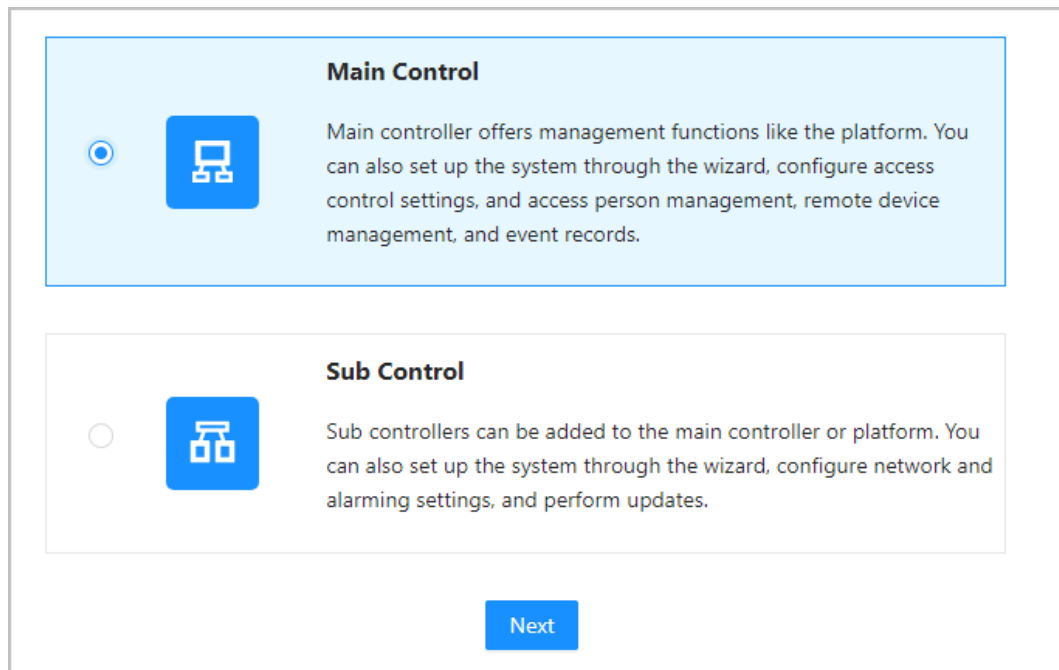 Main Control
Main controller offers management functions like the platform. You
can also set up the system through the wizard, configure access
control settings, and access person management, remote device
management, and event records.
Sub Control
Sub controllers can be added to the main controller or platform. You
can also set up the system through the wizard, configure network and
alarming settings, and perform updates.
Next